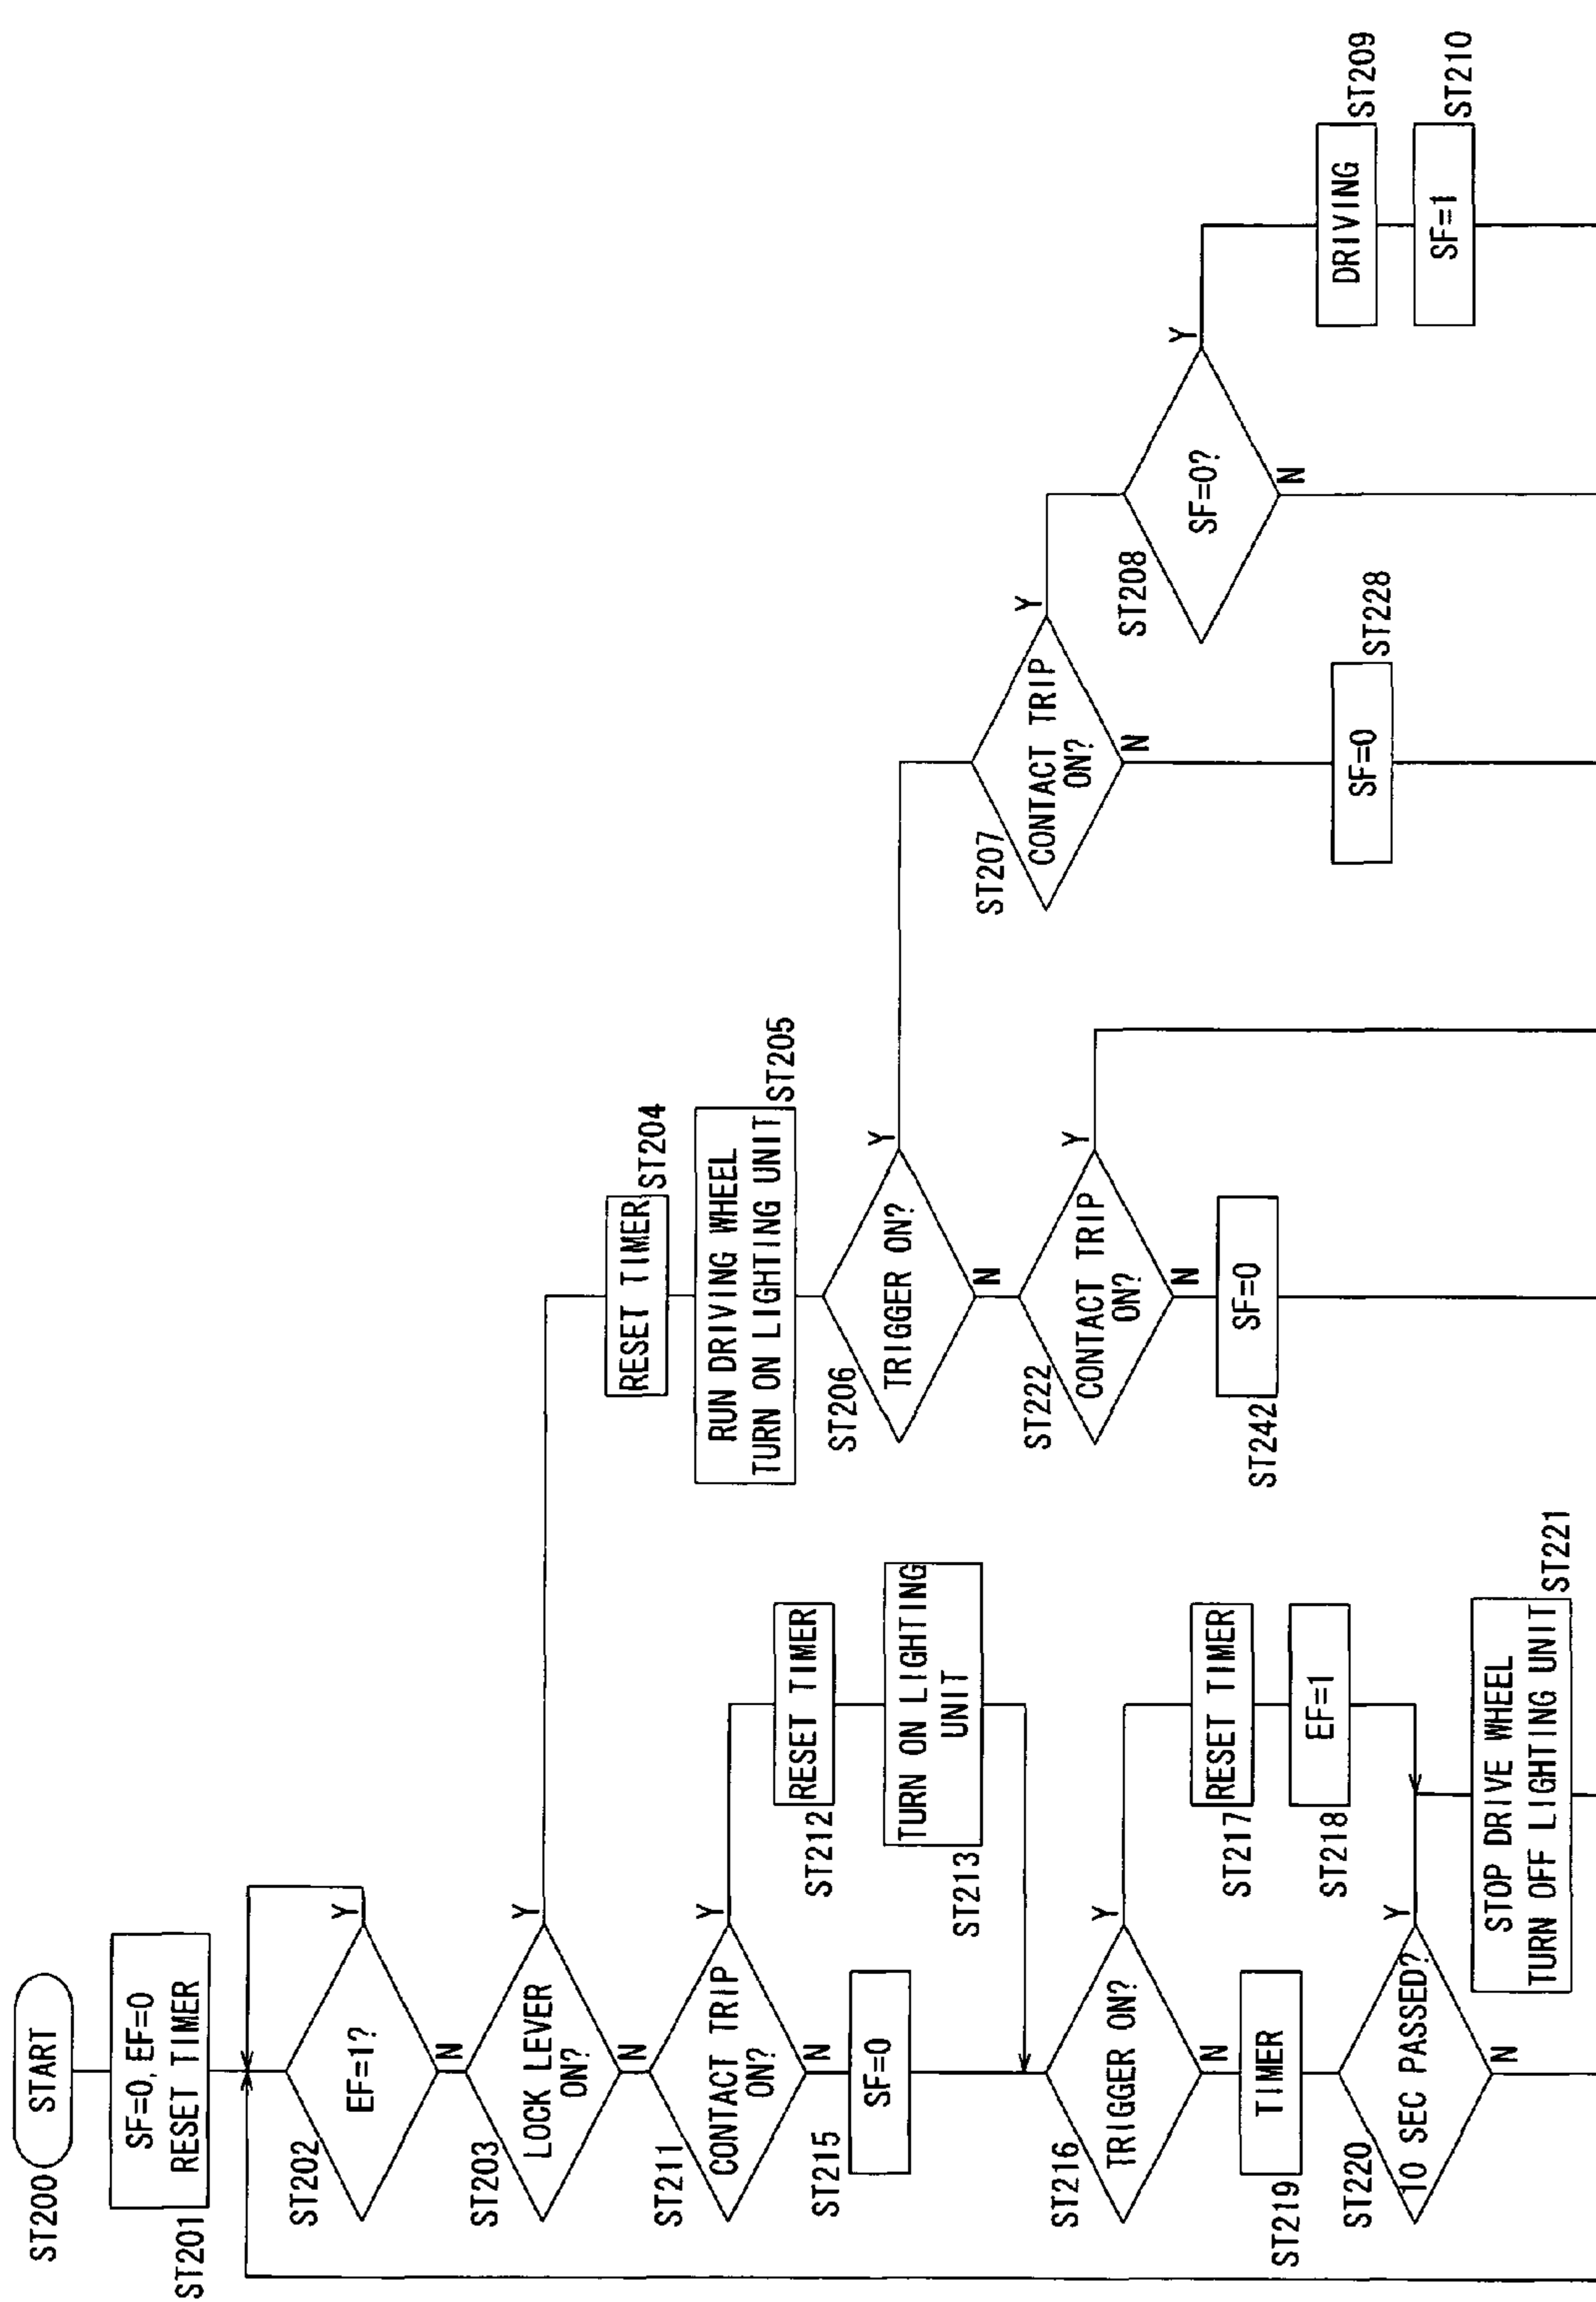 ST200
START
ST201
SF=0, EF=0
RESET TIMER
ST202
EF=1?
Y
N
ST203
LOCK LEVER
ON?
Y
N
RESET TIMER
ST204
RUN DRIVING WHEEL
TURN ON LIGHTING UNIT
ST205
ST206
TRIGGER ON?
Y
N
ST207
CONTACT TRIP
ON?
Y
N
ST208
SF=0?
Y
N
DRIVING
ST209
SF=1
ST210
SF=0
ST228
ST222
CONTACT TRIP
ON?
Y
N
ST242
SF=0
ST211
CONTACT TRIP
ON?
Y
N
ST212
RESET TIMER
ST213
TURN ON LIGHTING
UNIT
ST215
SF=0
ST216
TRIGGER ON?
Y
N
ST217
RESET TIMER
ST218
EF=1
ST219
TIMER
ST220
10 SEC PASSED?
Y
N
STOP DRIVE WHEEL
TURN OFF LIGHTING UNIT
ST221